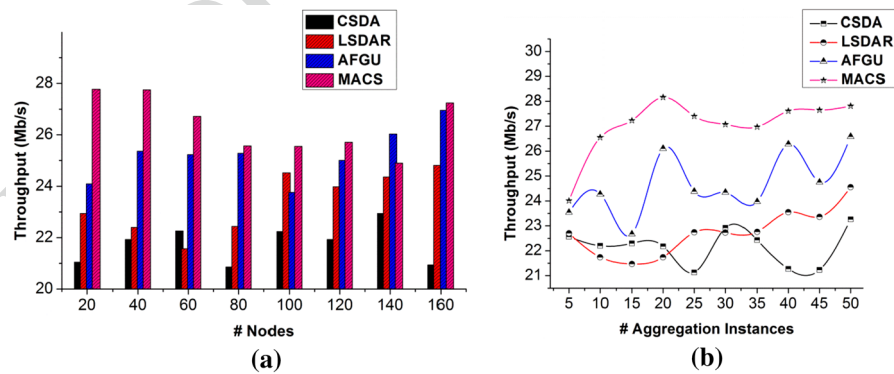 (a)
CSDA
LSDAR
AFGU
MACS
Throughput (Mb/s)
28
26
24
22
20
20 40 60 80 100 120 140 160
# Nodes
(a)
(b)
CSDA
LSDAR
AFGU
MACS
Throughput (Mb/s)
30
29
28
27
26
25
24
23
22
21
5 10 15 20 25 30 35 40 45 50
# Aggregation Instances
(b)